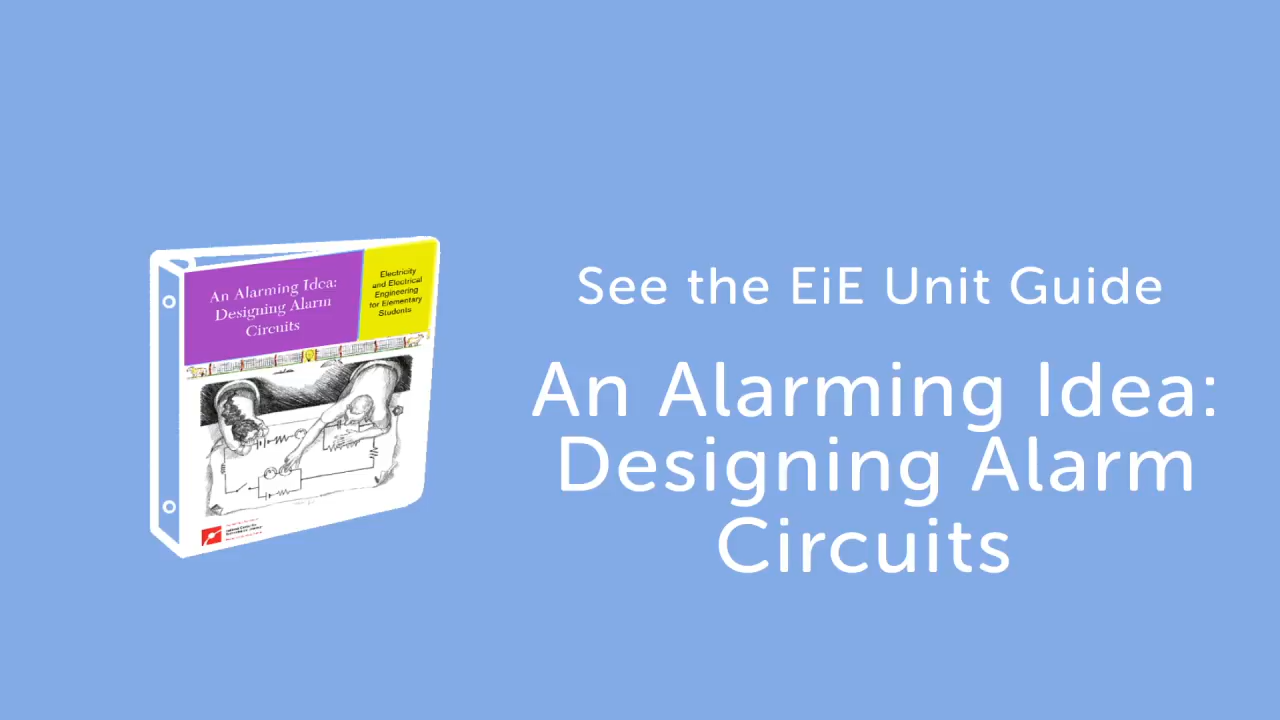 An Alarming Idea:
Designing Alarm
Circuits
Electricity
and Electrical
Engineering
for Elementary
Students
See the EiE Unit Guide
An Alarming Idea:
Designing Alarm
Circuits